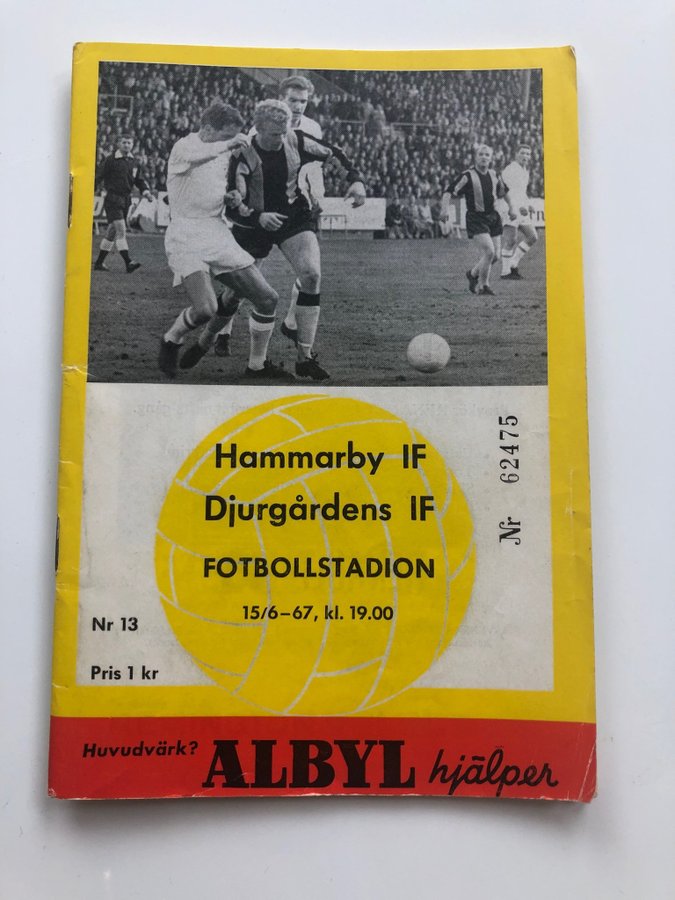 Hammarby IF
Djurgårdens IF
FOTBOLLSTADION
15/6–67, kl. 19.00
Nr 62475
Nr 13
Pris 1 kr
Huvudvärk? ALBYL hjälper